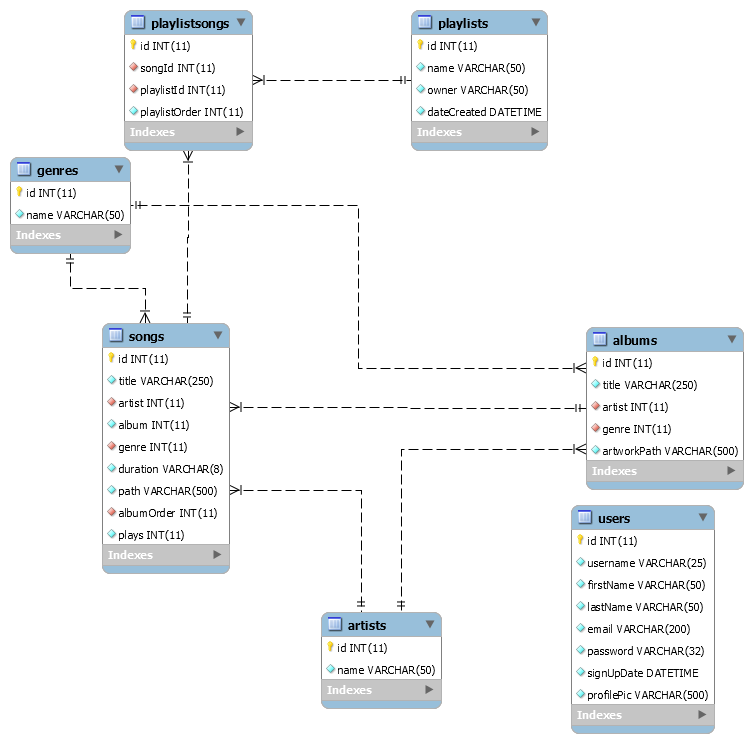 playlistsongs
id INT(11)
songId INT(11)
playlistId INT(11)
playlistOrder INT(11)
Indexes
playlists
id INT(11)
name VARCHAR(50)
owner VARCHAR(50)
dateCreated DATETIME
Indexes
genres
id INT(11)
name VARCHAR(50)
Indexes
songs
id INT(11)
title VARCHAR(250)
artist INT(11)
album INT(11)
genre INT(11)
duration VARCHAR(8)
path VARCHAR(500)
albumOrder INT(11)
plays INT(11)
Indexes
albums
id INT(11)
title VARCHAR(250)
artist INT(11)
genre INT(11)
artworkPath VARCHAR(500)
Indexes
users
id INT(11)
username VARCHAR(25)
firstName VARCHAR(50)
lastName VARCHAR(50)
email VARCHAR(200)
password VARCHAR(32)
signUpDate DATETIME
profilePic VARCHAR(500)
Indexes
artists
id INT(11)
name VARCHAR(50)
Indexes